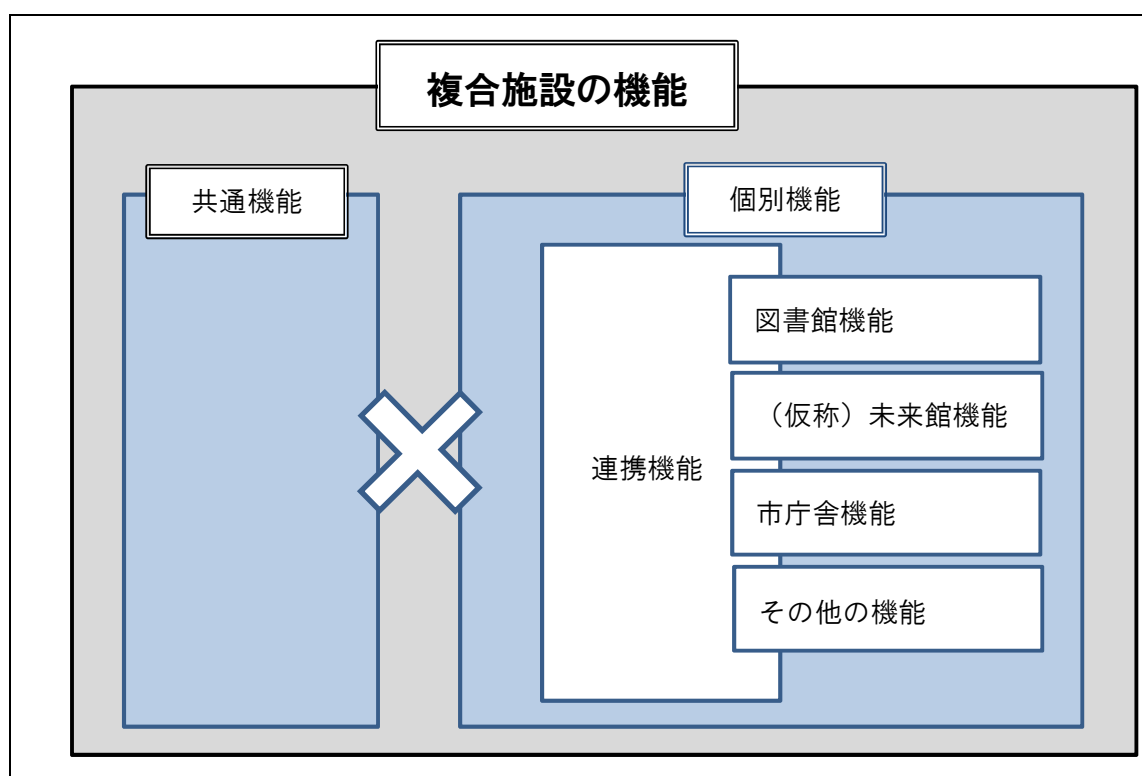 複合施設の機能
共通機能
個別機能
連携機能
図書館機能
（仮称）未来館機能
市庁舎機能
その他の機能